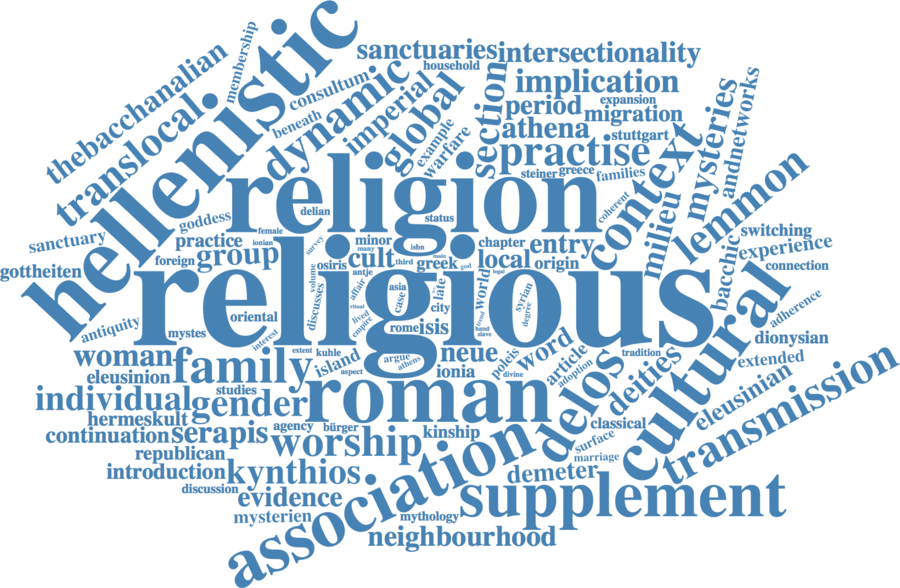 membership
sanctuaries
household
intersectionality
hellenistic
consultum
dynamic
imperial
global
section
implication
thebacchanalian
beneath
period
expansion
migration
mysteries
andnetworks
translocal
example
warfare
athena
stuttgart
context
practise
steiner
greece
families
religion
delian
status
coherent
milieu
lemmon
goddess
sanctuary
female
ionian
practice
survey
minor
isbn
chapter
entry
switching
foreign
group
many
main
local
experience
gottheiten
osiris
cult
third
greek
god
origin
bacchic
connection
volume
antje
world
legal
religious
discusses
affair
asia
late
syrian
degree
cultural
ritual
case
city
adherence
oriental
lived
empire
rome
isis
antiquity
mystes
interest
hand
slave
dionysian
woman
family
extent
kuhle
island
argue
athens
neue
poleis
word
article
tradition
deities
extended
eleusinion
aspect
ionia
divine
adoption
delos
studies
individual
gender
roman
eleusinian
transmission
hermeskult
agency
bürger
classical
continuation
serapis
worship
kinship
surface
republican
marriage
introduction
kynthios
association
demeter
discussion
evidence
supplement
mysterien
mythology
neighbourhood